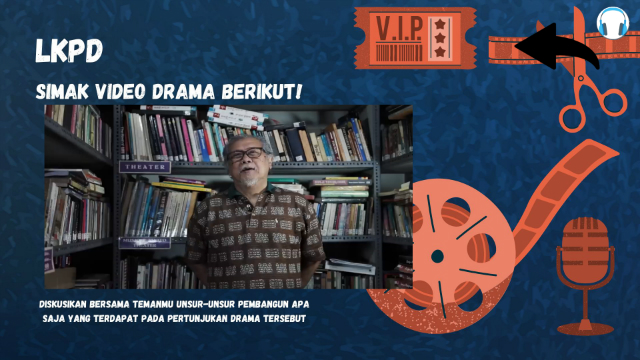 LKPD
V.I.P.
SIMAK VIDEO DRAMA BERIKUT!
THEATER
DISKUSIKAN BERSAMA TEMANMU UNSUR-UNSUR PEMBANGUN APA
SAJA YANG TERDAPAT PADA PERTUNJUKAN DRAMA TERSEBUT